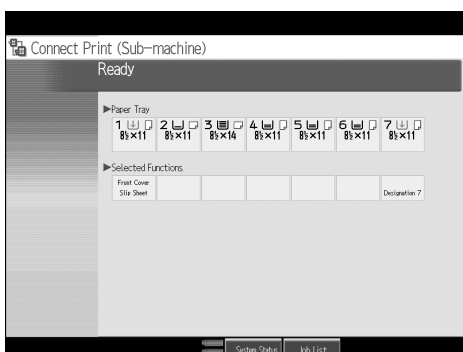 Connect Print (Sub-machine)
Ready
▶Paper Tray
1 2 3 4 5 6 7
8½×11 8½×11 8½×14 8½×11 8½×11 8½×11 8½×11
▶Selected Functions
Front Cover
Slip Sheet Designation 7
System Status Job List